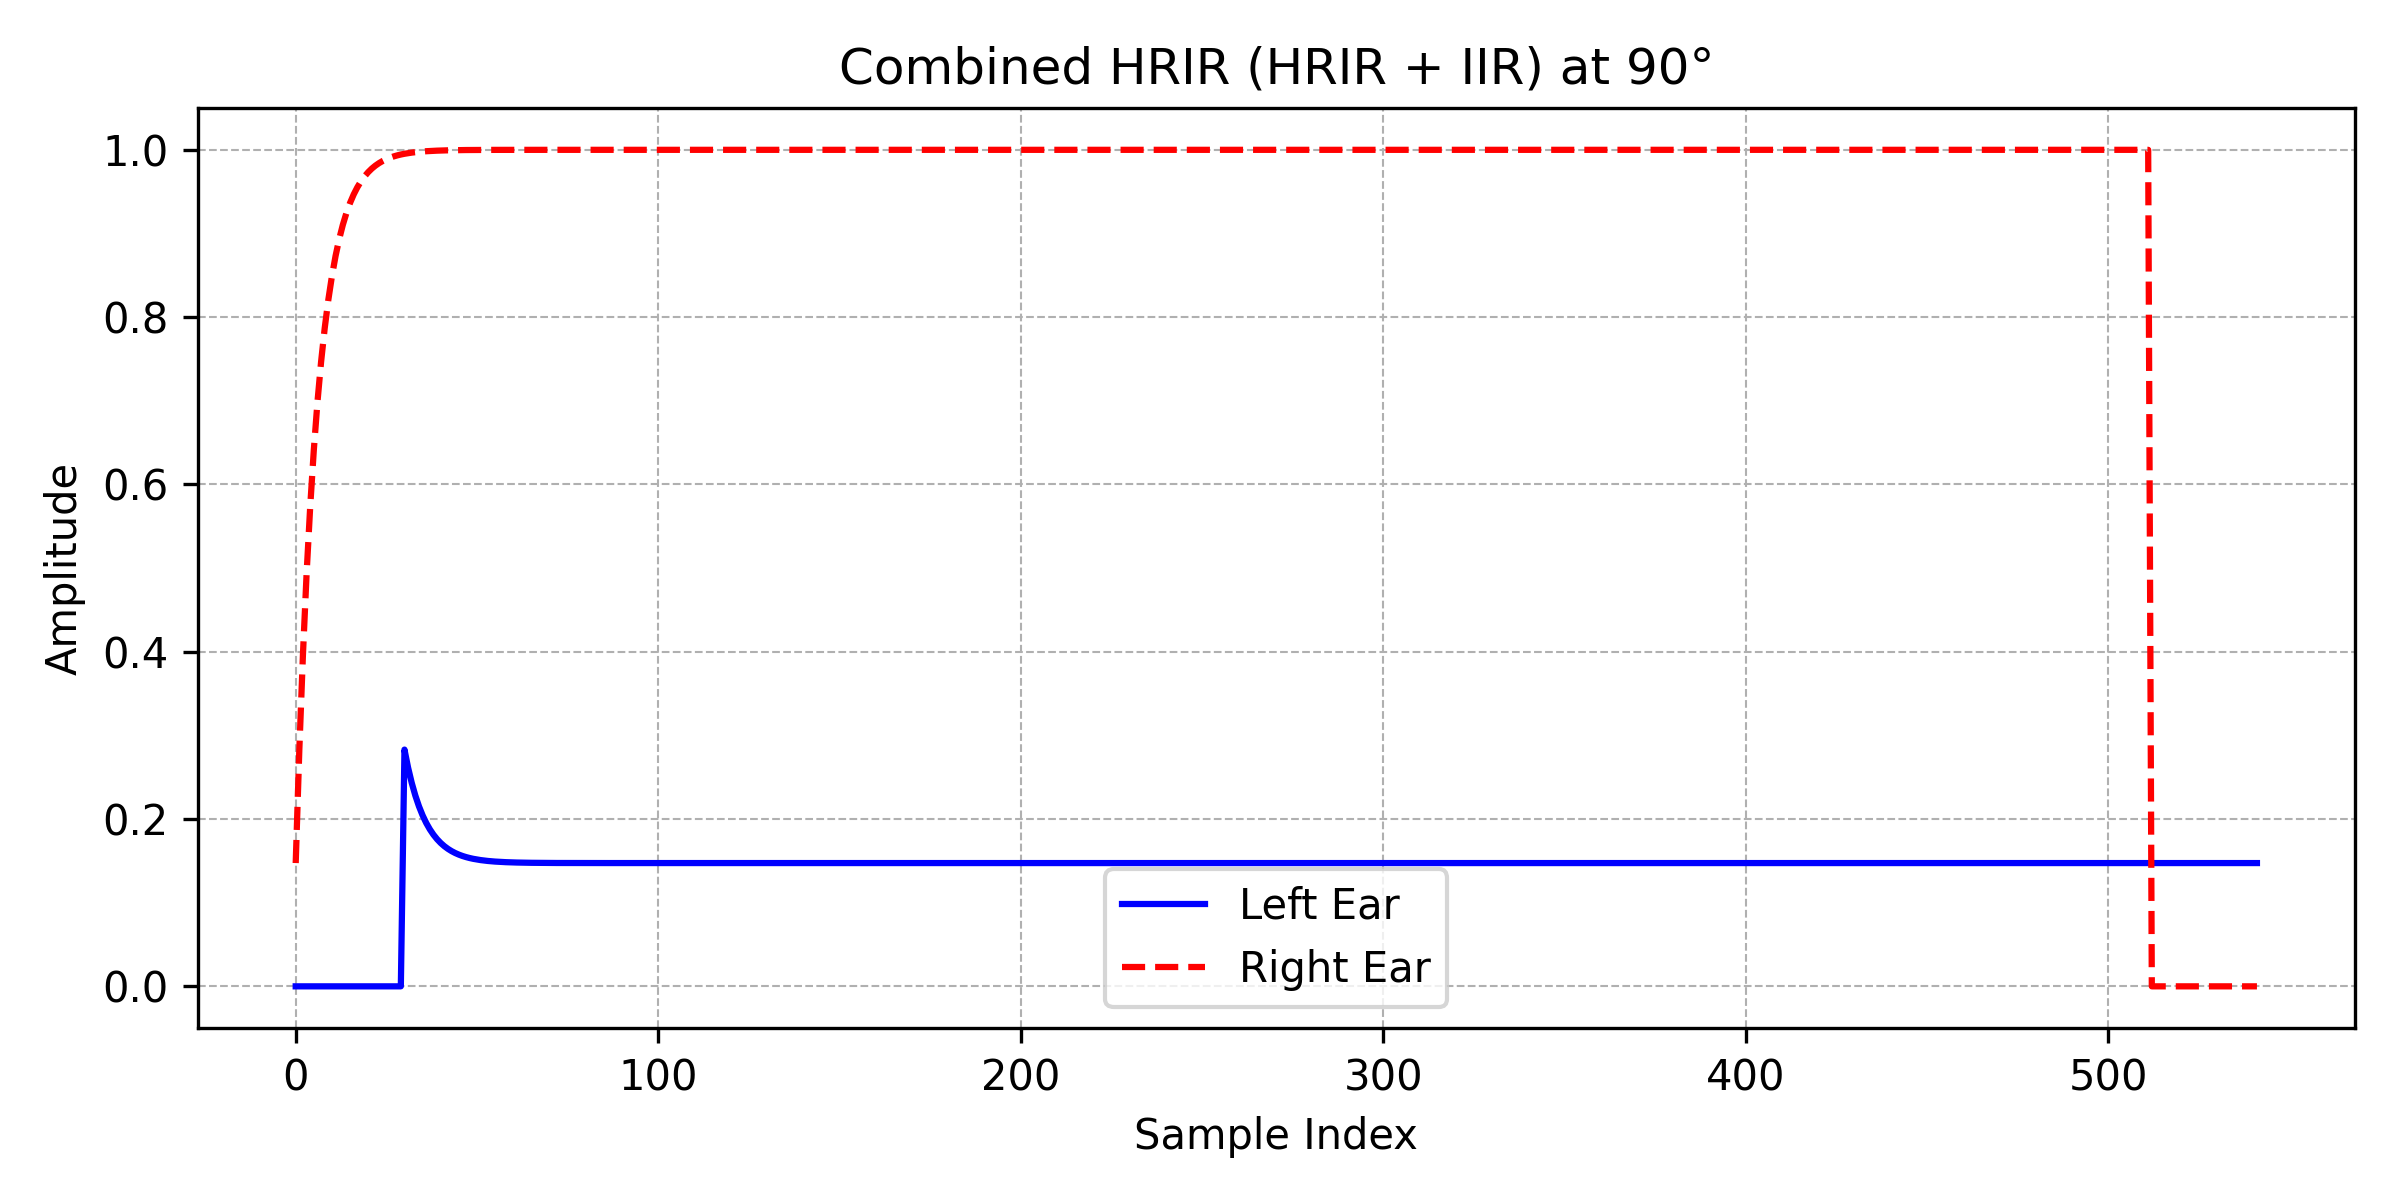 Combined HRIR (HRIR + IIR) at 90°
Amplitude
1.0
0.8
0.6
0.4
0.2
0.0
Left Ear
Right Ear
0 100 200 300 400 500
Sample Index